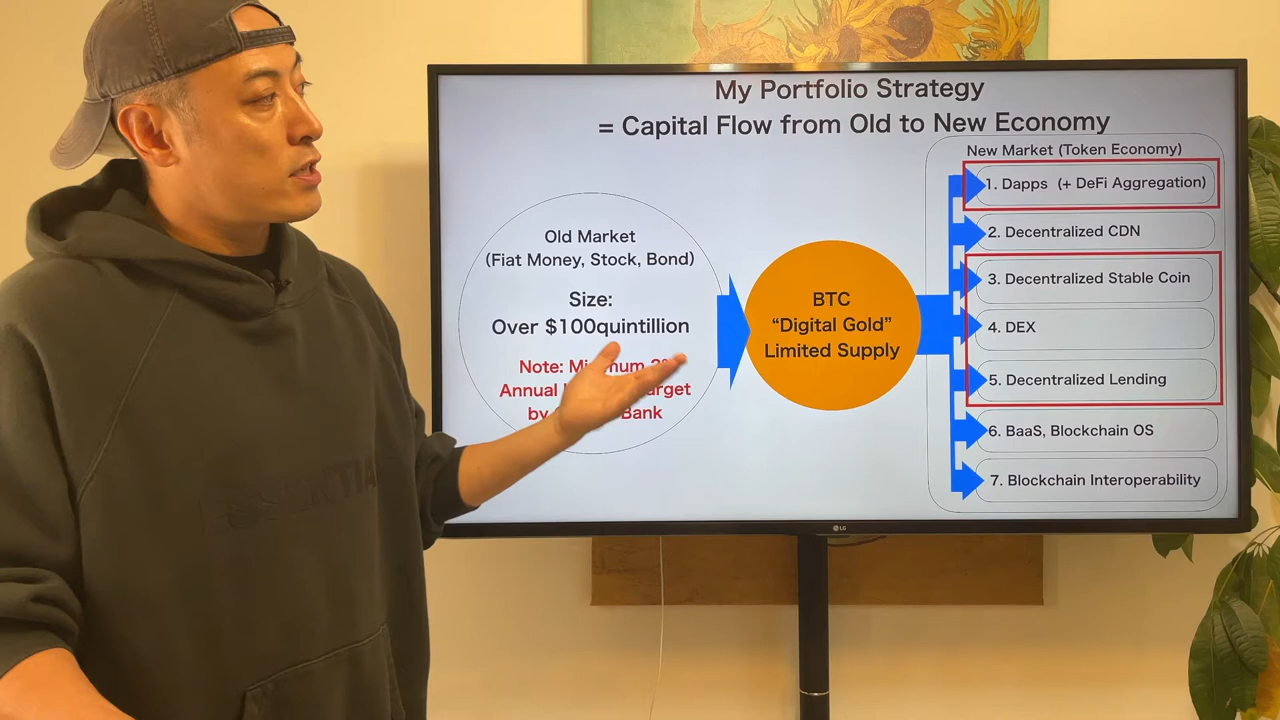 My Portfolio Strategy
= Capital Flow from Old to New Economy
Old Market
(Fiat Money, Stock, Bond)
Size:
Over $100quintillion
Note:
Annual
by Bank
BTC
“Digital Gold”
Limited Supply
New Market (Token Economy)
1. Dapps (+ DeFi Aggregation)
2. Decentralized CDN
3. Decentralized Stable Coin
4. DEX
5. Decentralized Lending
6. BaaS, Blockchain OS
7. Blockchain Interoperability
LG